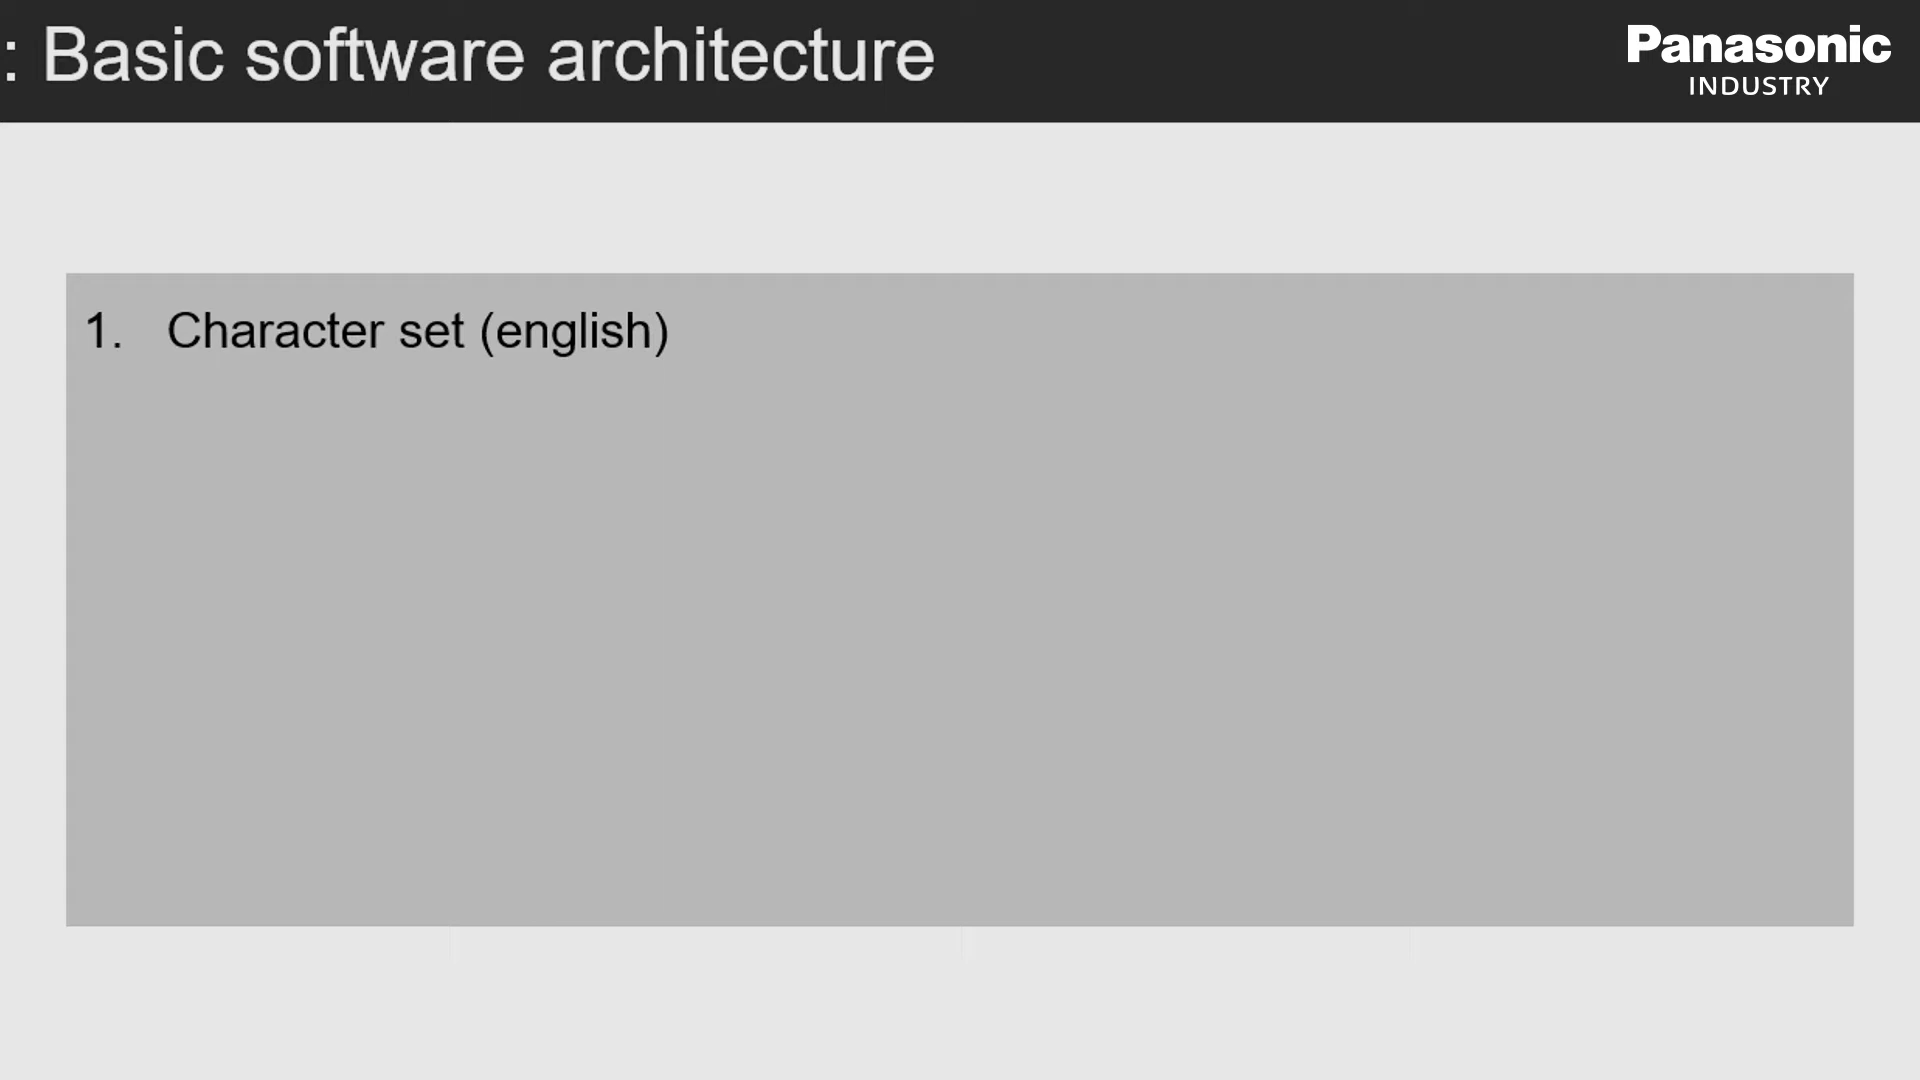 : Basic software architecture
Panasonic
INDUSTRY
1. Character set (english)